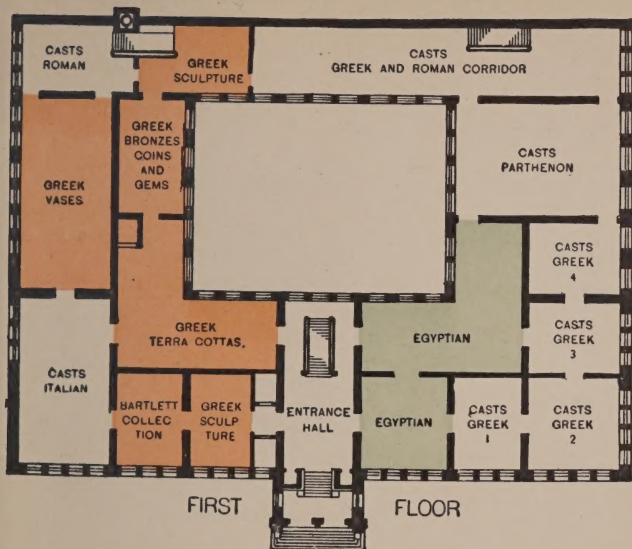 CASTS
ROMAN
GREEK
SCULPTURE
CASTS
GREEK AND ROMAN CORRIDOR
GREEK
BRONZES
COINS
AND
GEMS
GREEK
VASES
CASTS
PARTHENON
CASTS
GREEK
4
GREEK
TERRA COTTAS.
EGYPTIAN
CASTS
GREEK
3
CASTS
ITALIAN
BARTLETT
COLLEC
TION
GREEK
SCULP
TURE
ENTRANCE
HALL
EGYPTIAN
CASTS
GREEK
1
CASTS
GREEK
2
FIRST FLOOR